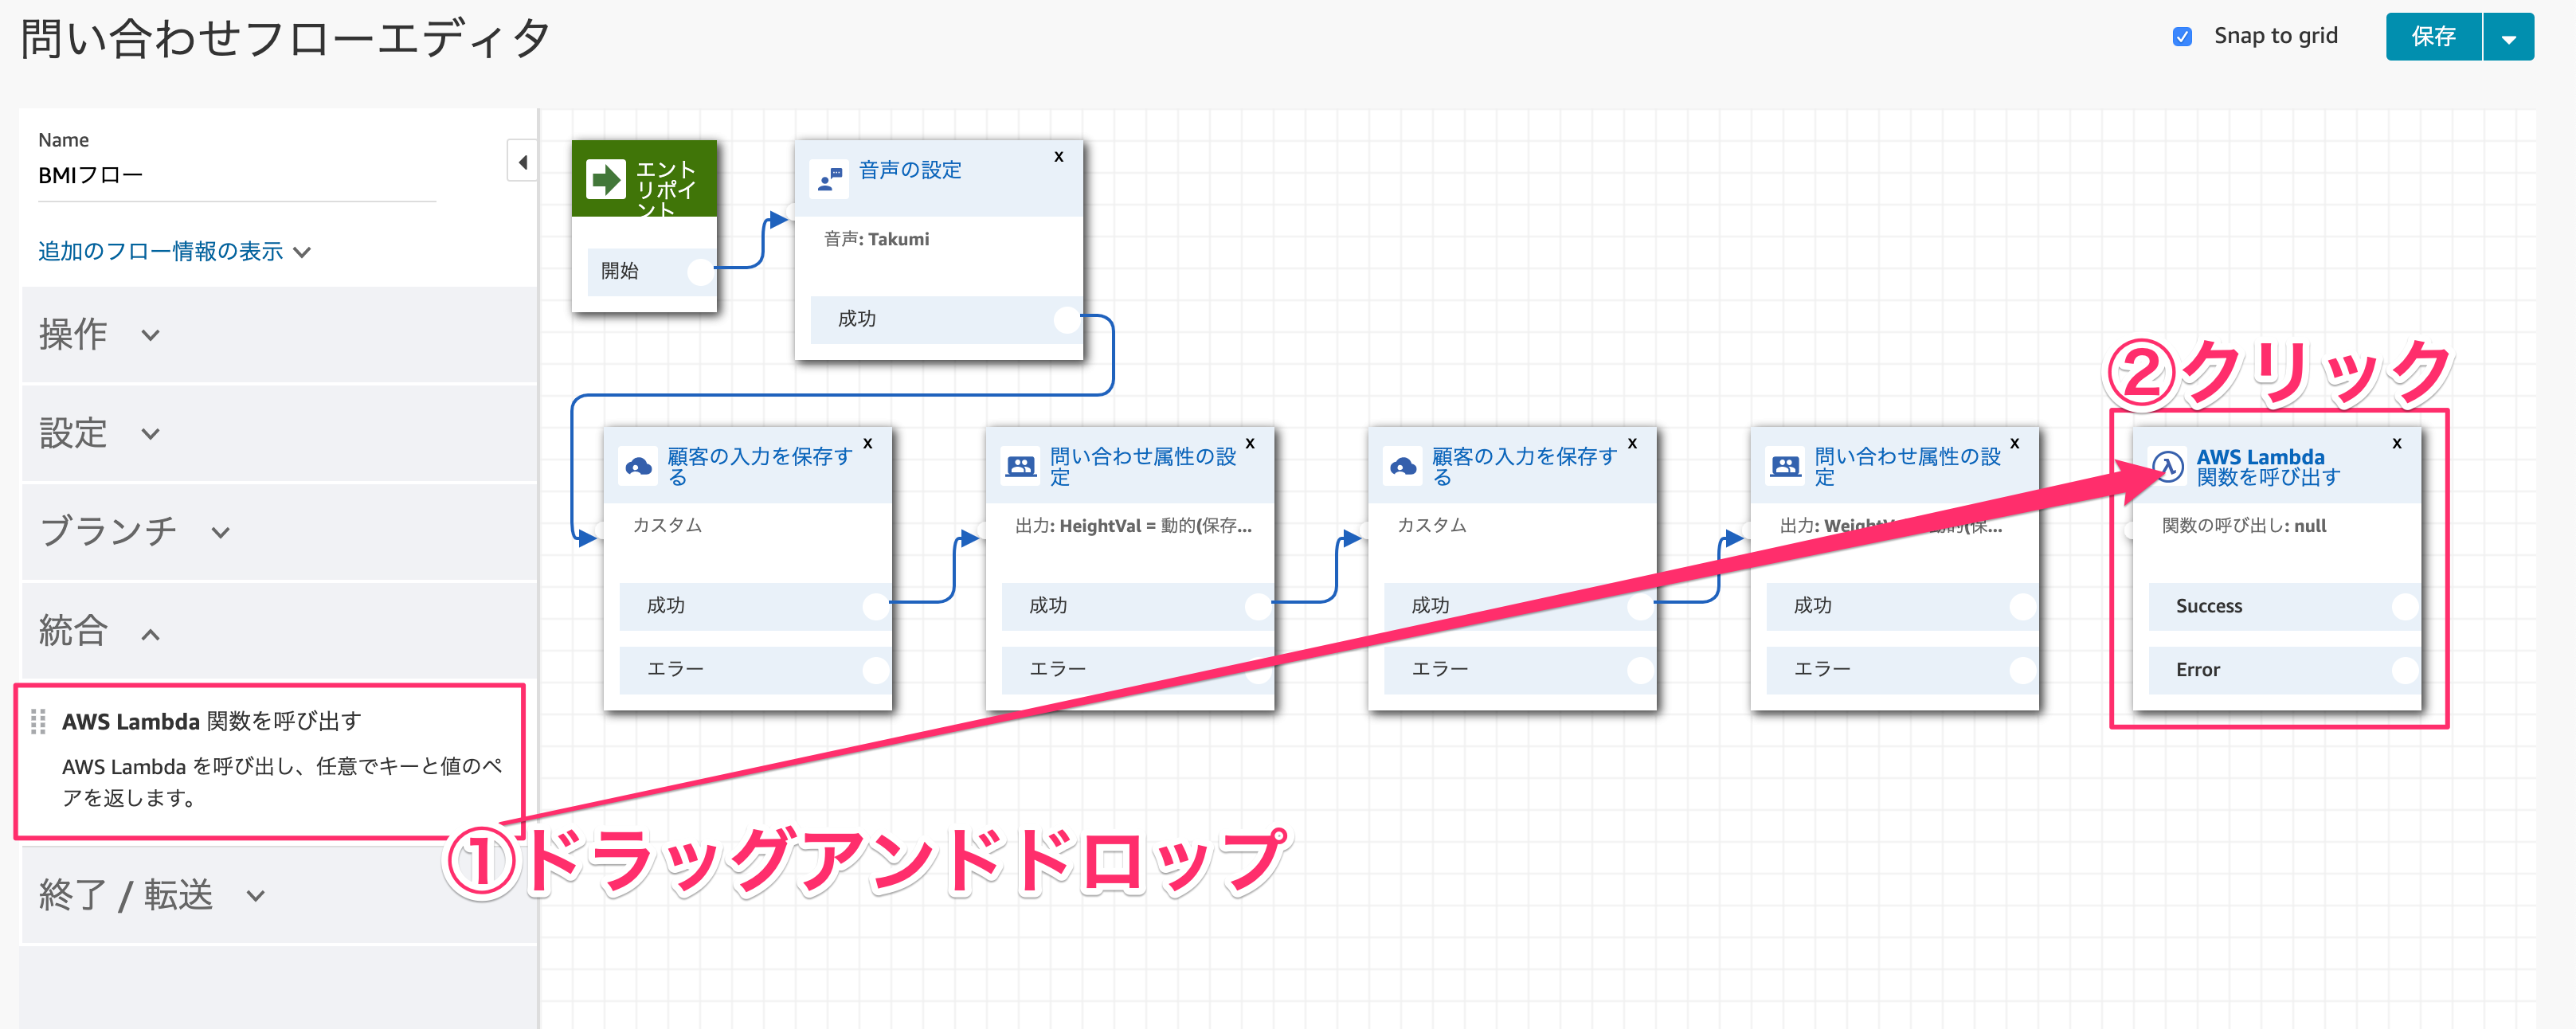 問い合わせフローエディタ
Snap to grid
保存
Name
BMIフロー
追加のフロー情報の表示
操作
設定
ブランチ
統合
AWS Lambda 関数を呼び出す
AWS Lambda を呼び出し、任意でキーと値のペ
アを返します。
終了 / 転送
エント
リポイ
ント
開始
音声の設定
x
音声: Takumi
成功
顧客の入力を保存す
る
x
カスタム
成功
エラー
問い合わせ属性の設
定
x
出力: HeightVal = 動的(保存...
成功
エラー
顧客の入力を保存す
る
x
カスタム
成功
エラー
問い合わせ属性の設
定
x
出力: 
成功
エラー
②クリック
AWS Lambda
関数を呼び出す
x
関数の呼び出し: null
Success
Error
①ドラッグアンドドロップ